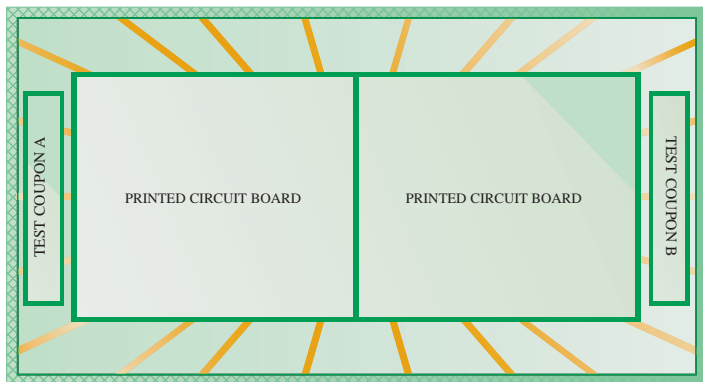 TEST COUPON A
PRINTED CIRCUIT BOARD
PRINTED CIRCUIT BOARD
TEST COUPON B